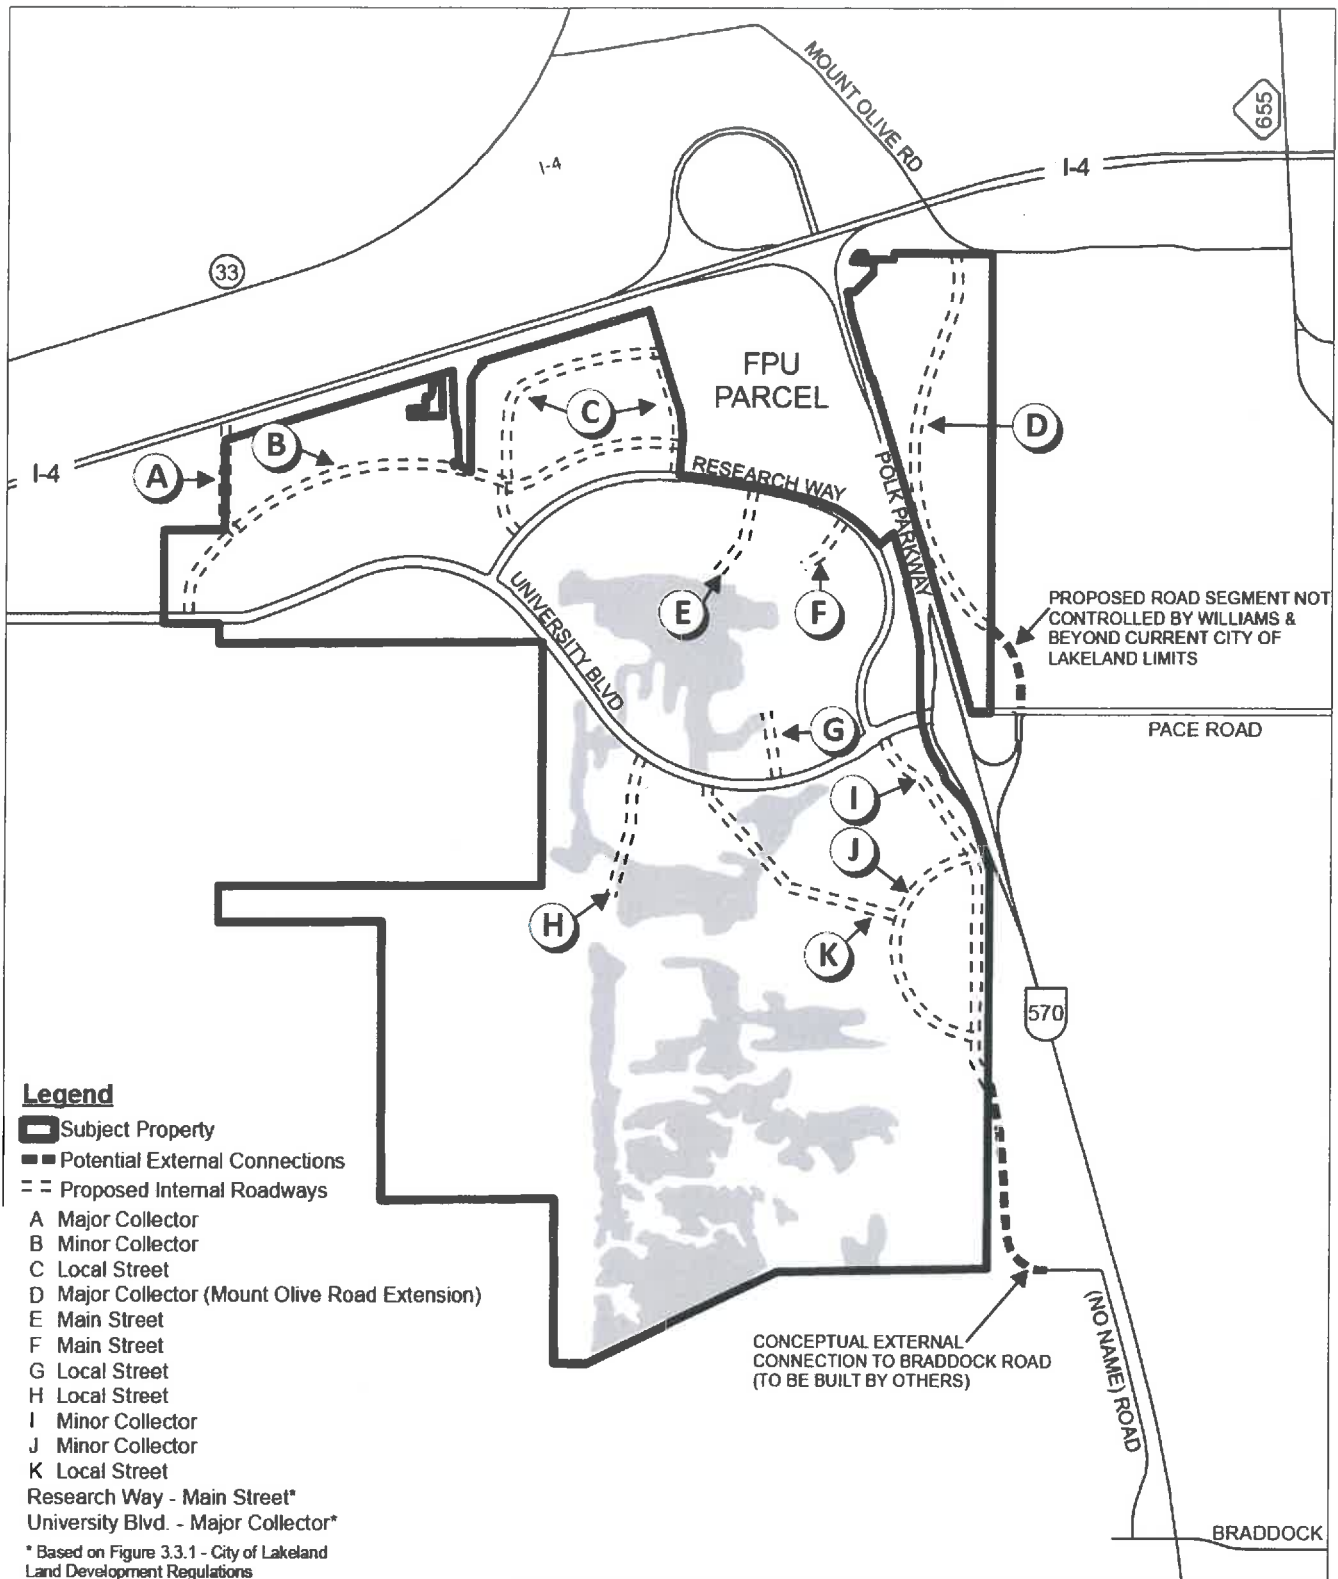 MOUNT OLIVE RD
655
I-4
I-4
33
FPU
PARCEL
C
D
B
A
I-4
RESEARCH WAY
POLK PARKWAY
UNIVERSITY BLVD
E
F
PROPOSED ROAD SEGMENT NOT
CONTROLLED BY WILLIAMS &
BEYOND CURRENT CITY OF
LAKELAND LIMITS
G
PACE ROAD
I
J
H
K
570
Legend
Subject Property
Potential External Connections
Proposed Internal Roadways
A Major Collector
B Minor Collector
C Local Street
D Major Collector (Mount Olive Road Extension)
E Main Street
F Main Street
G Local Street
H Local Street
I Minor Collector
J Minor Collector
K Local Street
Research Way - Main Street*
University Blvd. - Major Collector*
* Based on Figure 3.3.1 - City of Lakeland
Land Development Regulations
CONCEPTUAL EXTERNAL
CONNECTION TO BRADDOCK ROAD
(TO BE BUILT BY OTHERS)
(NO NAME) ROAD
BRADDOCK